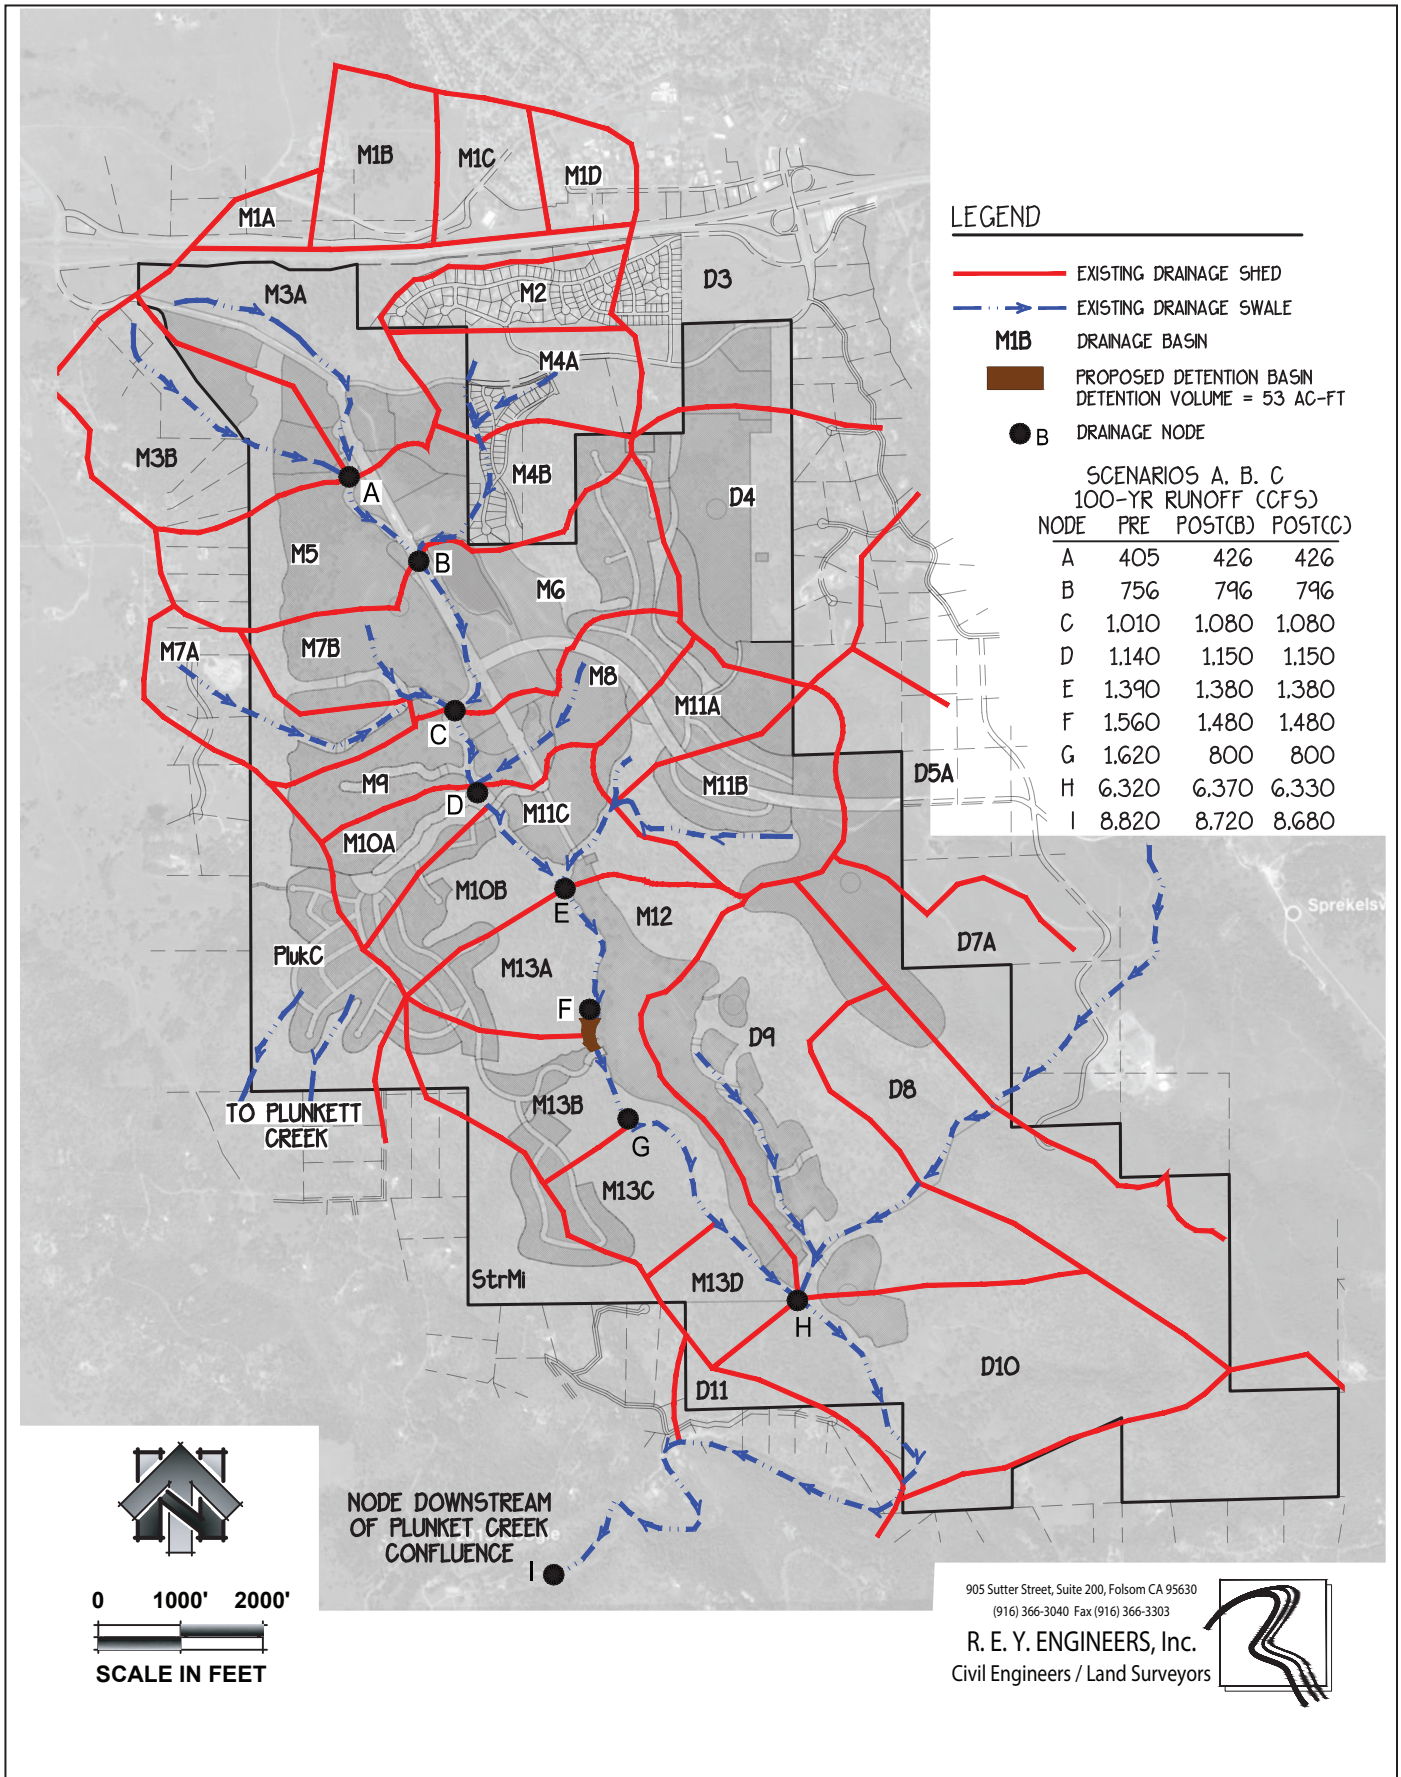 M1B
M1C
M1D
M1A
M3A
M2
D3
M4A
M3B
M4B
D4
A
M5
B
M6
M7B
M7A
M8
M11A
C
M9
D
M11C
M11B
D5A
M10A
M10B
E
M12
PlukC
M13A
D7A
F
D9
D8
M13B
TO PLUNKETT
CREEK
G
M13C
StrMi
M13D
H
D10
D11
Sprekelsv
LEGEND
EXISTING DRAINAGE SHED
EXISTING DRAINAGE SWALE
M1B DRAINAGE BASIN
PROPOSED DETENTION BASIN
DETENTION VOLUME = 53 AC-FT
B DRAINAGE NODE
SCENARIOS A, B, C
100-YR RUNOFF (CFS)
NODE PRE POST(B) POST(C)
A 405 426 426
B 756 796 796
C 1,010 1,080 1,080
D 1,140 1,150 1,150
E 1,390 1,380 1,380
F 1,560 1,480 1,480
G 1,620 800 800
H 6,320 6,370 6,330
I 8,820 8,720 8,680
NODE DOWNSTREAM
OF PLUNKET CREEK
CONFLUENCE
I
0 1000' 2000'
SCALE IN FEET
905 Sutter Street, Suite 200, Folsom CA 95630
(916) 366-3040 Fax (916) 366-3303
R. E. Y. ENGINEERS, Inc.
Civil Engineers / Land Surveyors